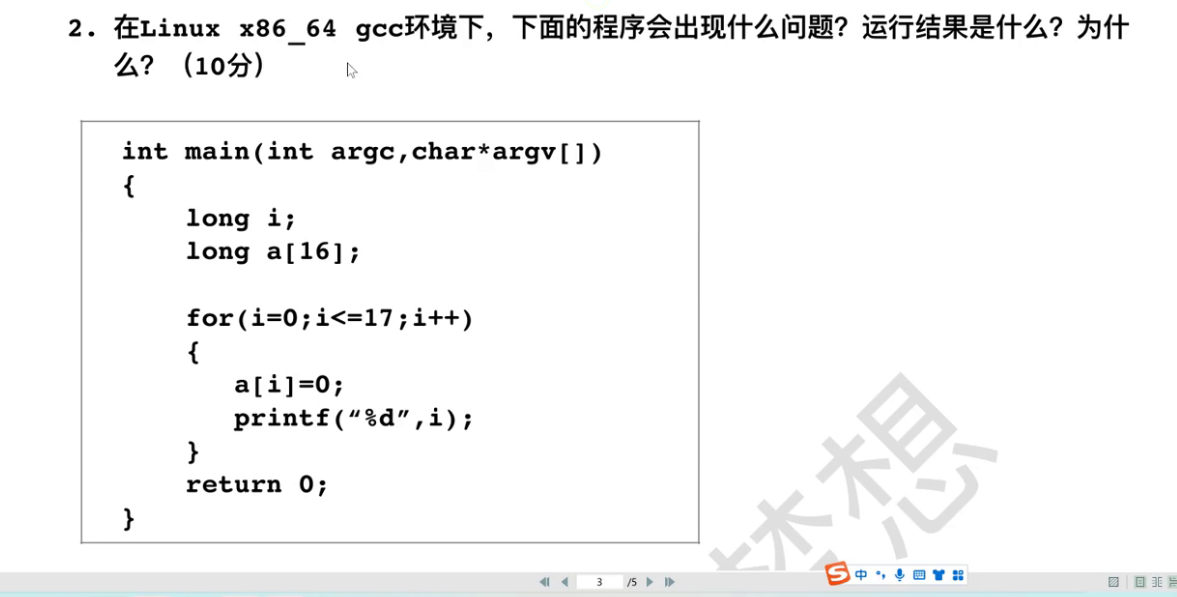 2. 在Linux x86_64 gcc环境下，下面的程序会出现什么问题？运行结果是什么？为什
么？（10分）
int main(int argc,char*argv[])
{
long i;
long a[16];
for(i=0;i<=17;i++)
{
a[i]=0;
printf(“%d”,i);
}
return 0;
}
梦想
中
3 /5